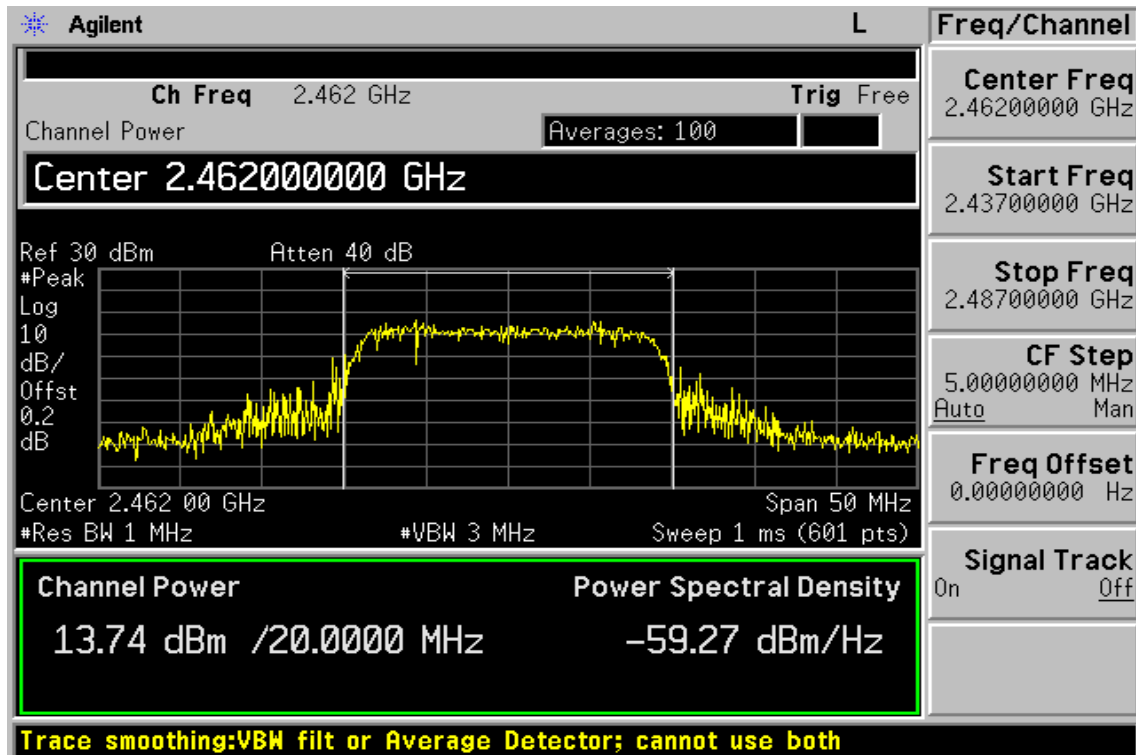 Agilent L Freq/Channel
Ch Freq 2.462 GHz Trig Free
Channel Power Averages: 100
Center 2.462000000 GHz
Ref 30 dBm Atten 40 dB
#Peak
Log
10
dB/
Offst
0.2
dB
Center 2.462 00 GHz Span 50 MHz
#Res BW 1 MHz #VBW 3 MHz Sweep 1 ms (601 pts)
Channel Power Power Spectral Density
13.74 dBm /20.0000 MHz -59.27 dBm/Hz
Trace smoothing:VBW filt or Average Detector; cannot use both
Center Freq
2.46200000 GHz
Start Freq
2.43700000 GHz
Stop Freq
2.48700000 GHz
CF Step
5.00000000 MHz
Auto Man
Freq Offset
0.00000000 Hz
Signal Track
On Off